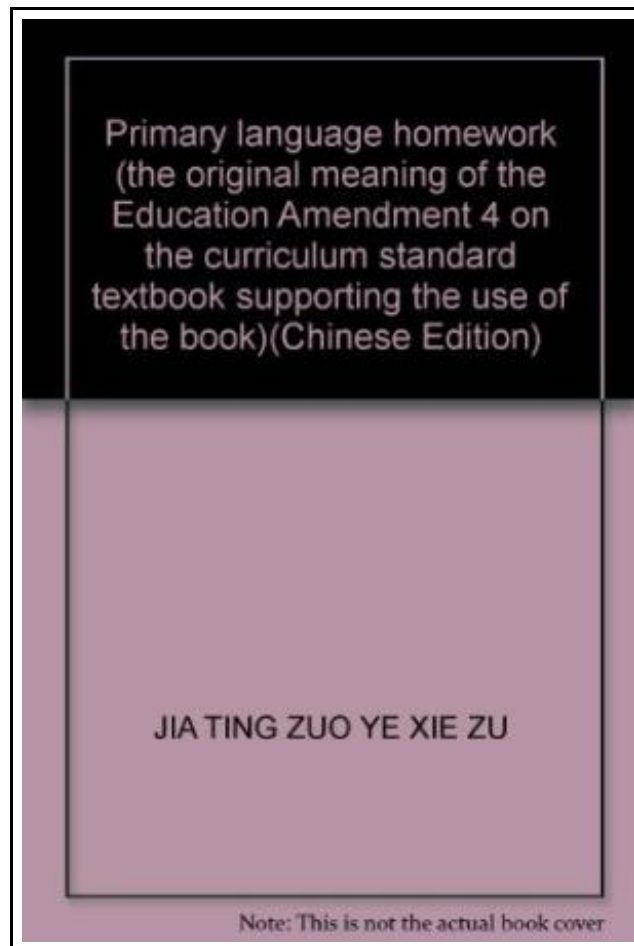 Primary language homework
(the original meaning of the
Education Amendment 4 on
the curriculum standard
textbook supporting the use of
the book)(Chinese Edition)
JIA TING ZUO YE XIE ZU
Note: This is not the actual book cover